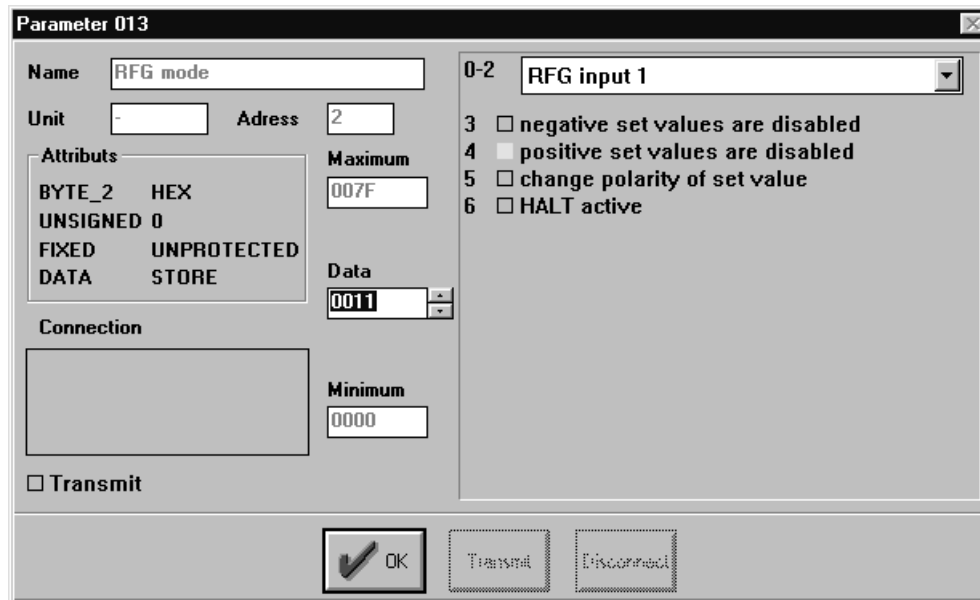 Parameter 013
Name RFG mode
Unit - Adress 2
Attributs
BYTE_2 HEX
UNSIGNED 0
FIXED UNPROTECTED
DATA STORE
Maximum
007F
Data
0011
Connection
Minimum
0000
Transmit
0-2 RFG input 1
3 negative set values are disabled
4 positive set values are disabled
5 change polarity of set value
6 HALT active
OK Transmit Disconnect